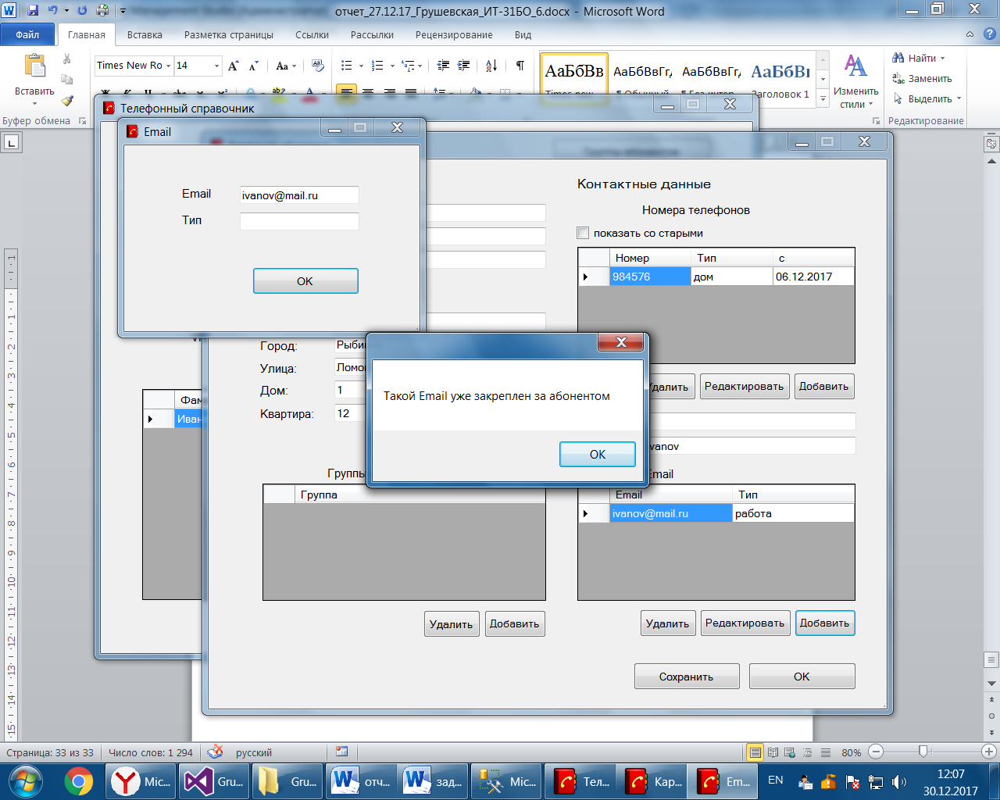 отчет_27.12.17_Грушевская_ИТ-31БО_6.docx - Microsoft Word
Файл
Главная
Вставка
Разметка страницы
Ссылки
Рассылки
Рецензирование
Вид
Вставить
Буфер обмена
Times New Ro
14
Aa
АаБбВв
АаБбВвГг,
АаБбВвГг,
АаБбВı
Заголовок 1
Изменить стили
Найти
Заменить
Выделить
Редактирование
Телефонный справочник
Email
Email
ivanov@mail.ru
Тип
OK
Контактные данные
Номера телефонов
показать со старыми
Номер
Тип
с
984576
дом
06.12.2017
Удалить
Редактировать
Добавить
Город:
Рыби
Улица:
Ломо
Дом:
1
Квартира:
12
Такой Email уже закреплен за абонентом
OK
Фам
Иван
Группы
Группа
Удалить
Добавить
vanov
Email
Email
Тип
ivanov@mail.ru
работа
Удалить
Редактировать
Добавить
Сохранить
OK
Страница: 33 из 33
Число слов: 1 294
русский
80%
Mic...
Gru...
Gru...
отч...
зад...
Mic...
Тел...
Кар...
Em...
EN
12:07
30.12.2017